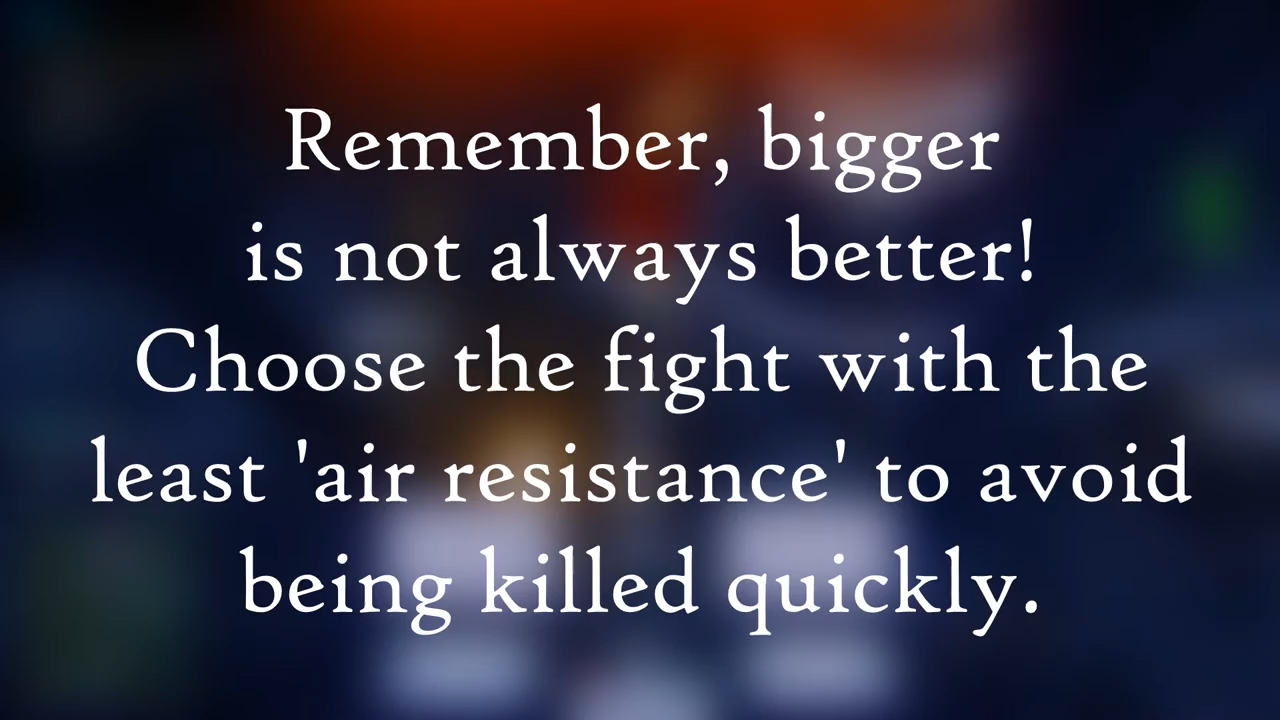 Remember, bigger
is not always better!
Choose the fight with the
least 'air resistance' to avoid
being killed quickly.